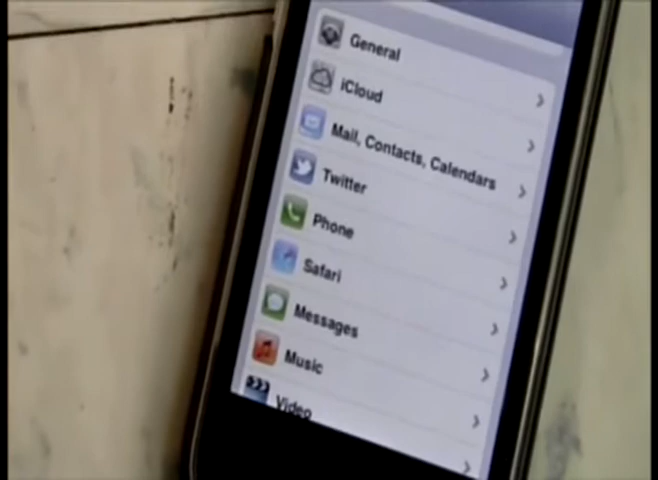 General
iCloud
Mail, Contacts, Calendars
Twitter
Phone
Safari
Messages
Music
Video